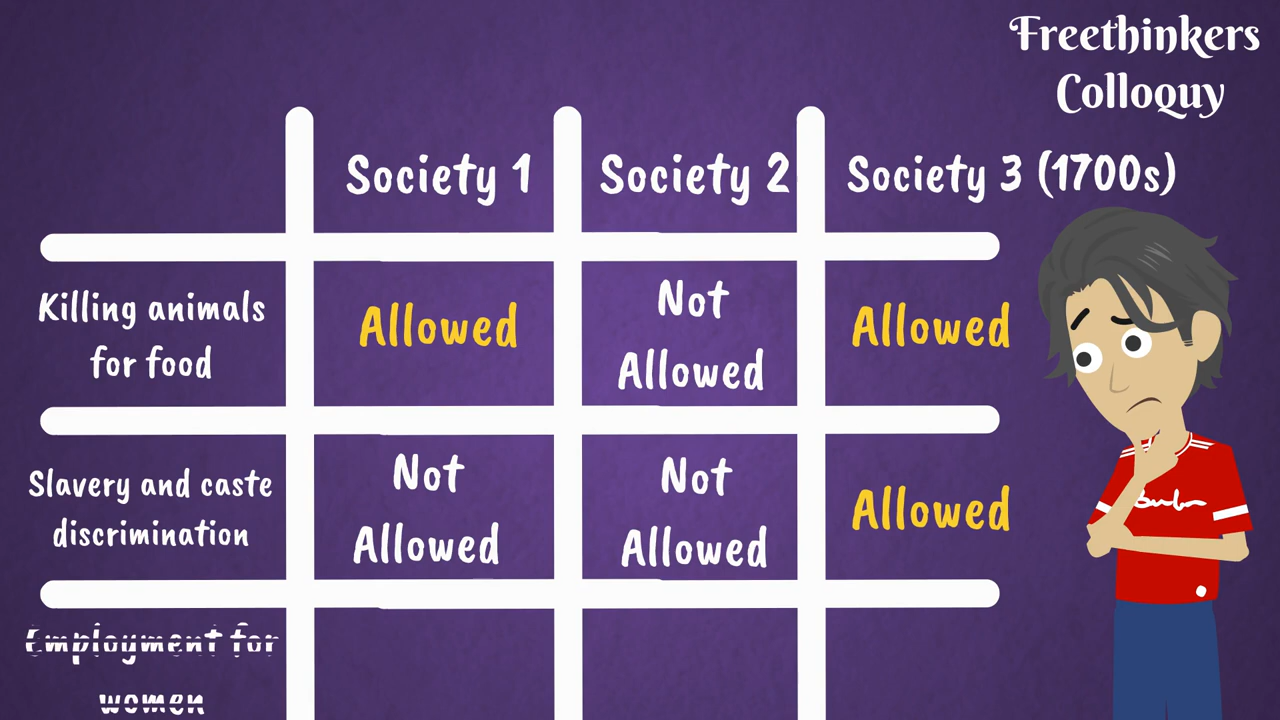 Freethinkers
Colloquy
Society 1 Society 2 Society 3 (1700s)
Killing animals
for food
Allowed
Not
Allowed
Allowed
Slavery and caste
discrimination
Not
Allowed
Not
Allowed
Allowed
Employment for
women